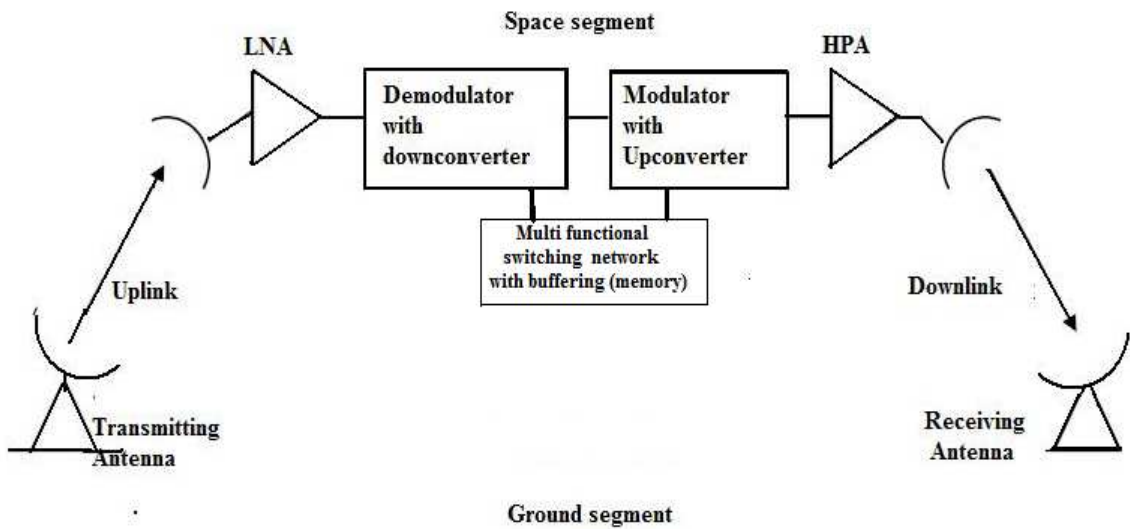 Space segment
LNA
HPA
Demodulator
with
downconverter
Modulator
with
Upconverter
Multi functional
switching network
with buffering (memory)
Uplink
Downlink
Transmitting
Antenna
Receiving
Antenna
Ground segment